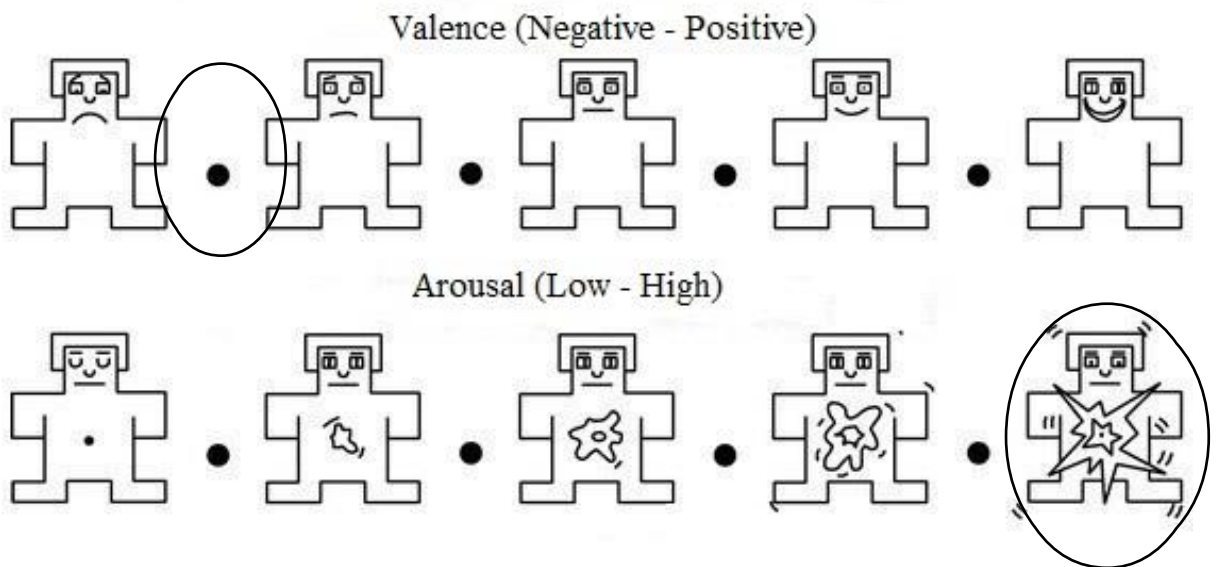 Valence (Negative - Positive)
Arousal (Low - High)